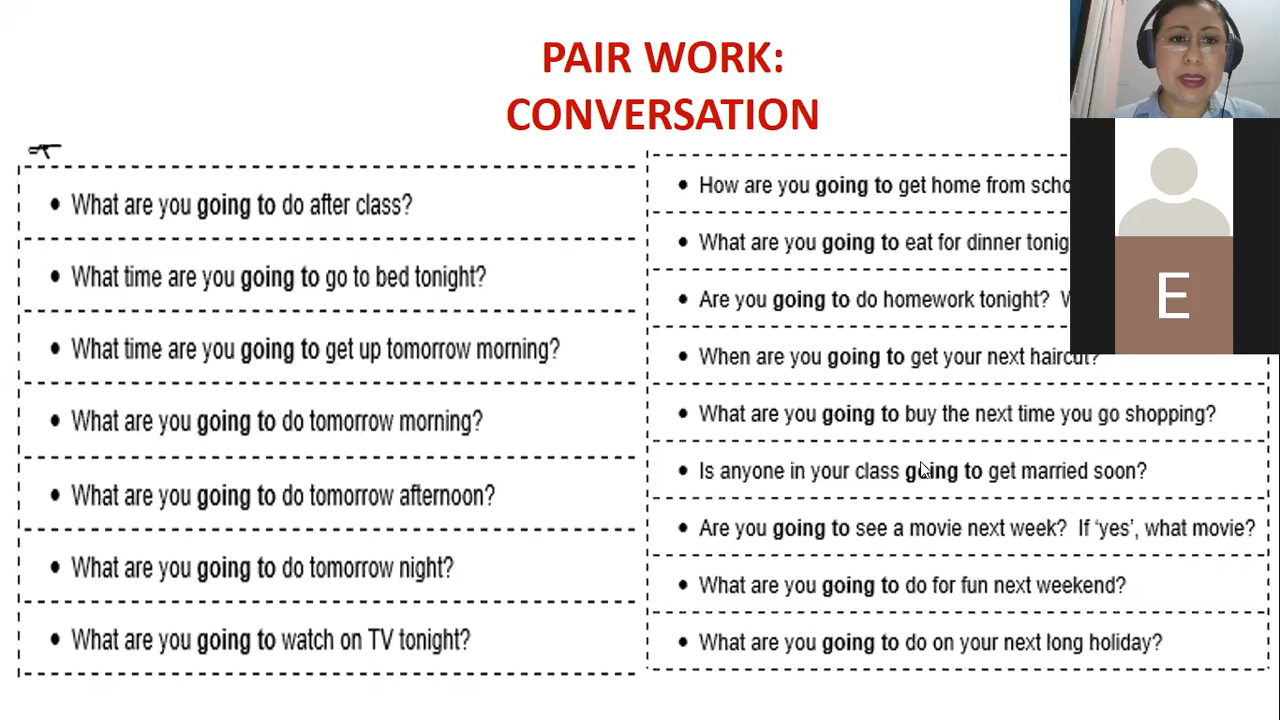 PAIR WORK:
CONVERSATION
• What are you going to do after class?
• What time are you going to go to bed tonight?
• What time are you going to get up tomorrow morning?
• What are you going to do tomorrow morning?
• What are you going to do tomorrow afternoon?
• What are you going to do tomorrow night?
• What are you going to watch on TV tonight?
• How are you going to get home from
• What are you going to eat for dinner
• Are you going to do homework tonight?
• When are you going to get your next haircut?
• What are you going to buy the next time you go shopping?
• Is anyone in your class going to get married soon?
• Are you going to see a movie next week? If ‘yes’, what movie?
• What are you going to do for fun next weekend?
• What are you going to do on your next long holiday?
E